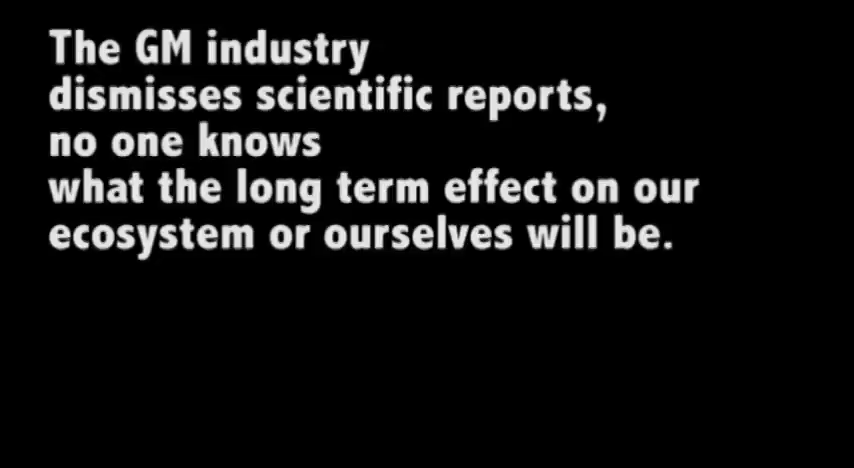 The GM industry
dismisses scientific reports,
no one knows
what the long term effect on our
ecosystem or ourselves will be.